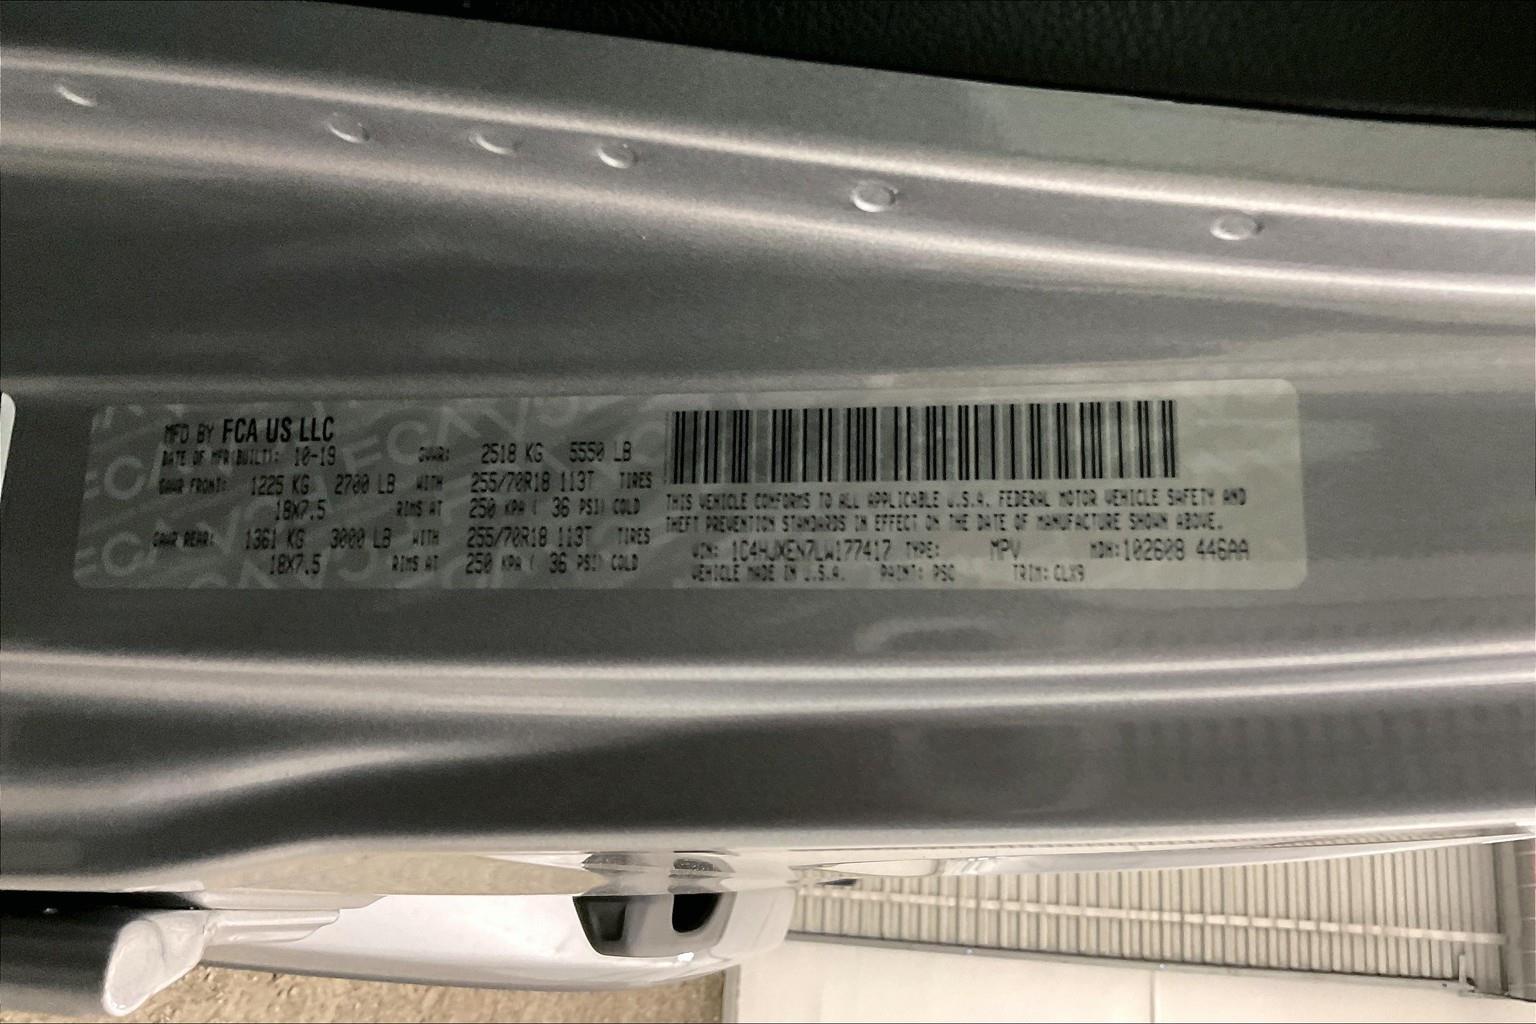 MFD BY FCA US LLC
DATE OF MFR(BUILT): 10-19 GVWR: 2518 KG 5550 LB
GAWR FRONT: 1225 KG 2700 LB WITH 255/70R18 113T TIRES
18X7.5 RIMS AT 250 KPA ( 36 PSI) COLD
GAWR REAR: 1361 KG 3000 LB WITH 255/70R18 113T TIRES
18X7.5 RIMS AT 250 KPA ( 36 PSI) COLD
THIS VEHICLE CONFORMS TO ALL APPLICABLE U.S.A. FEDERAL MOTOR VEHICLE SAFETY AND
THEFT PREVENTION STANDARDS IN EFFECT ON THE DATE OF MANUFACTURE SHOWN ABOVE.
VIN: 1C4HJXEN7LW177417 TYPE: MPV MDH:102608 446AA
VEHICLE MADE IN U.S.A. PAINT: PSC TRIM: CLX9